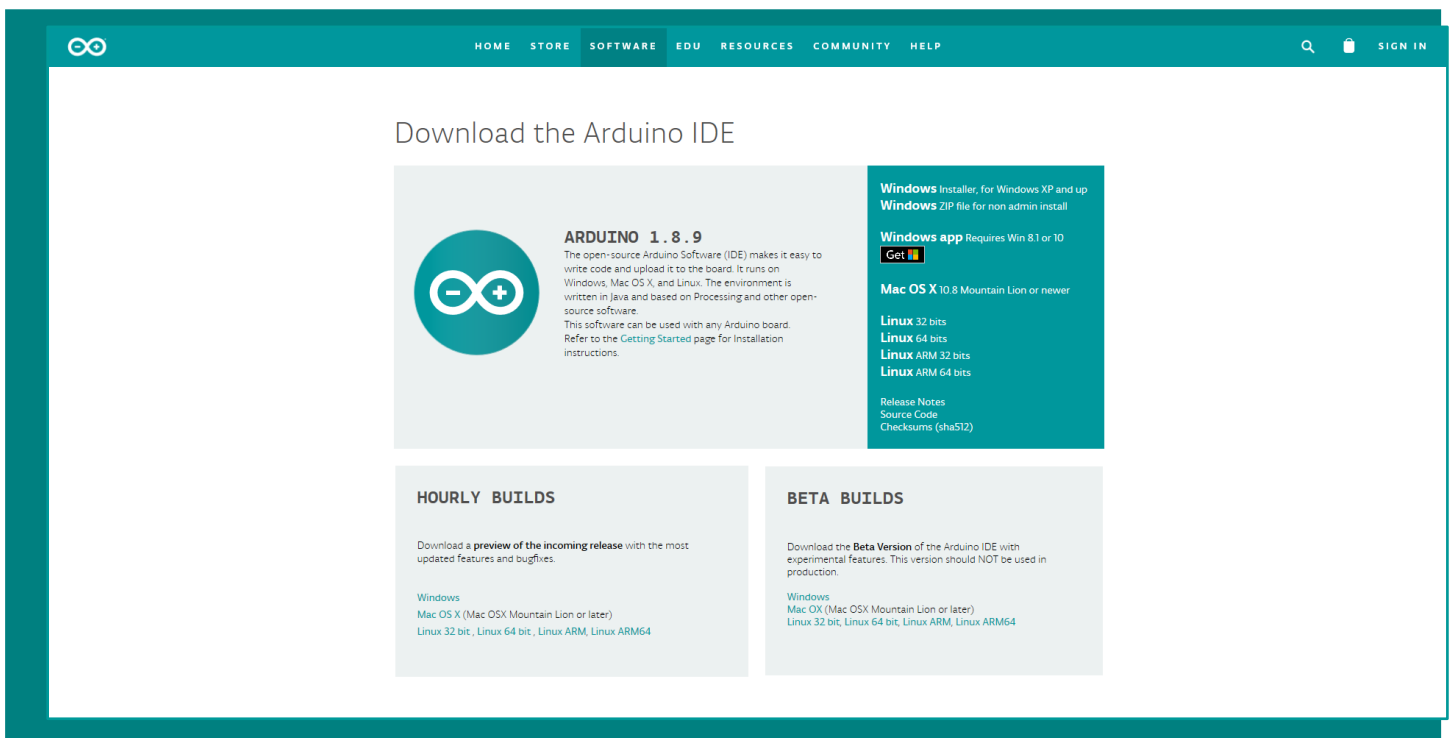 HOME STORE SOFTWARE EDU RESOURCES COMMUNITY HELP SIGN IN
Download the Arduino IDE
ARDUINO 1.8.9
The open-source Arduino Software (IDE) makes it easy to
write code and upload it to the board. It runs on
Windows, Mac OS X, and Linux. The environment is
written in Java and based on Processing and other open-
source software.
This software can be used with any Arduino board.
Refer to the Getting Started page for Installation
instructions.
Windows Installer, for Windows XP and up
Windows ZIP file for non admin install
Windows app Requires Win 8.1 or 10
Get
Mac OS X 10.8 Mountain Lion or newer
Linux 32 bits
Linux 64 bits
Linux ARM 32 bits
Linux ARM 64 bits
Release Notes
Source Code
Checksums (sha512)
HOURLY BUILDS
Download a preview of the incoming release with the most
updated features and bugfixes.
Windows
Mac OS X (Mac OSX Mountain Lion or later)
Linux 32 bit , Linux 64 bit , Linux ARM, Linux ARM64
BETA BUILDS
Download the Beta Version of the Arduino IDE with
experimental features. This version should NOT be used in
production.
Windows
Mac OX (Mac OSX Mountain Lion or later)
Linux 32 bit, Linux 64 bit, Linux ARM, Linux ARM64